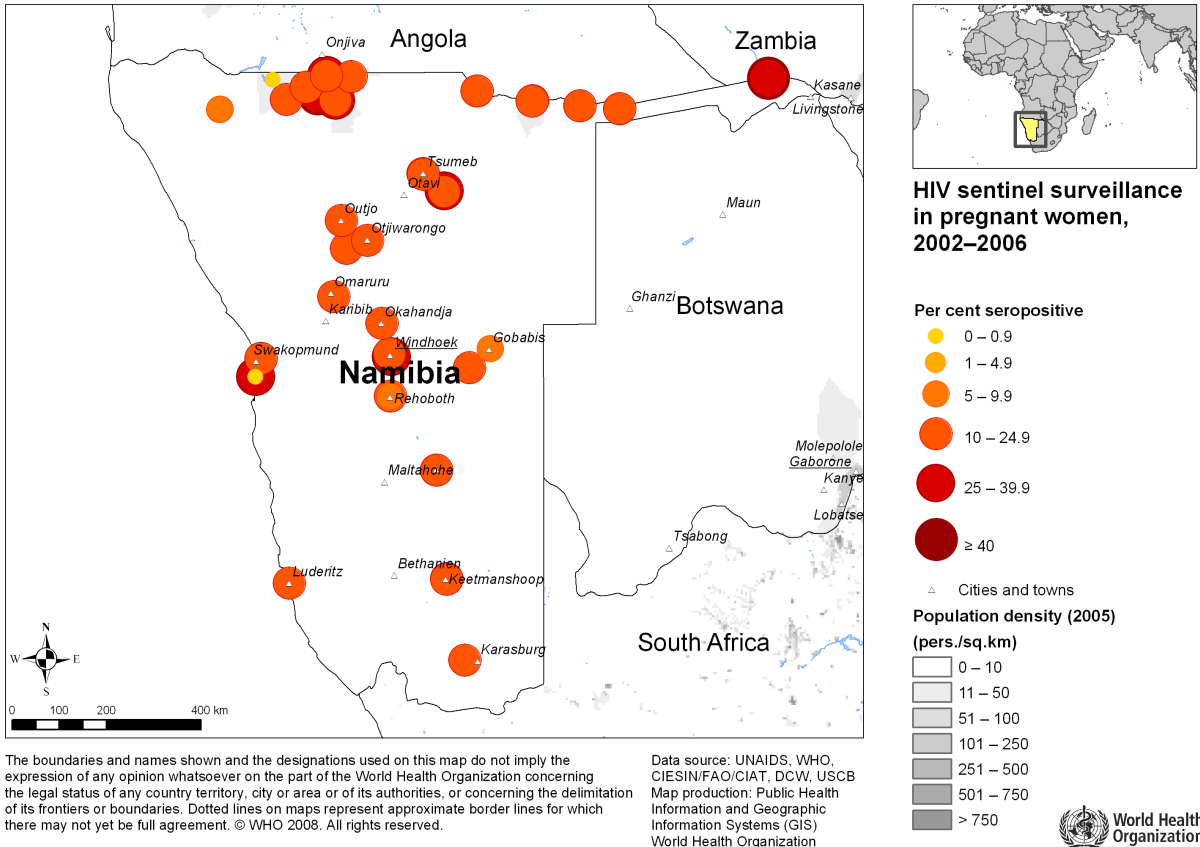 Onjiva
Angola
Zambia
Kasane
Livingstone
Tsumeb
Otavi
Outjo
Otjiwarongo
Maun
Omaruru
Karibib
Okahandja
Ghanzi
Botswana
Swakopmund
Windhoek
Gobabis
Namibia
Rehoboth
Maltahohe
Molepolole
Gaborone
Kanye
Lobatse
Tsabong
Luderitz
Bethanien
Keetmanshoop
South Africa
Karasburg
N
W
E
S
0 100 200 400 km
HIV sentinel surveillance
in pregnant women,
2002–2006
Per cent seropositive
0 – 0.9
1 – 4.9
5 – 9.9
10 – 24.9
25 – 39.9
≥ 40
Cities and towns
Population density (2005)
(pers./sq.km)
0 – 10
11 – 50
51 – 100
101 – 250
251 – 500
501 – 750
> 750
The boundaries and names shown and the designations used on this map do not imply the
expression of any opinion whatsoever on the part of the World Health Organization concerning
the legal status of any country territory, city or area or of its authorities, or concerning the delimitation
of its frontiers or boundaries. Dotted lines on maps represent approximate border lines for which
there may not yet be full agreement. © WHO 2008. All rights reserved.
Data source: UNAIDS, WHO,
CIESIN/FAO/CIAT, DCW, USCB
Map production: Public Health
Information and Geographic
Information Systems (GIS)
World Health Organization
World Health
Organization